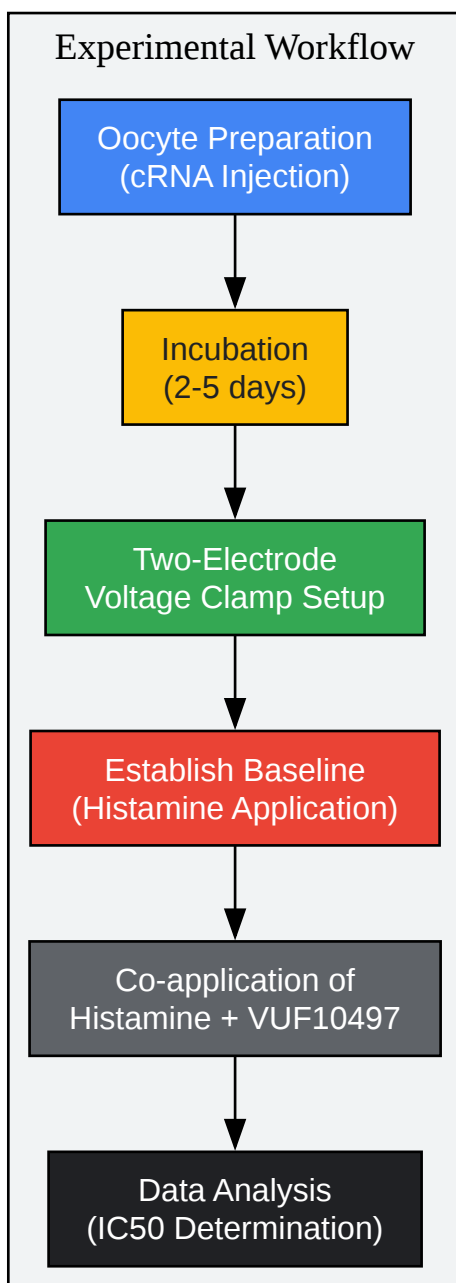 Experimental Workflow
Oocyte Preparation
(cRNA Injection)
Incubation
(2-5 days)
Two-Electrode
Voltage Clamp Setup
Establish Baseline
(Histamine Application)
Co-application of
Histamine + VUF10497
Data Analysis
(IC50 Determination)